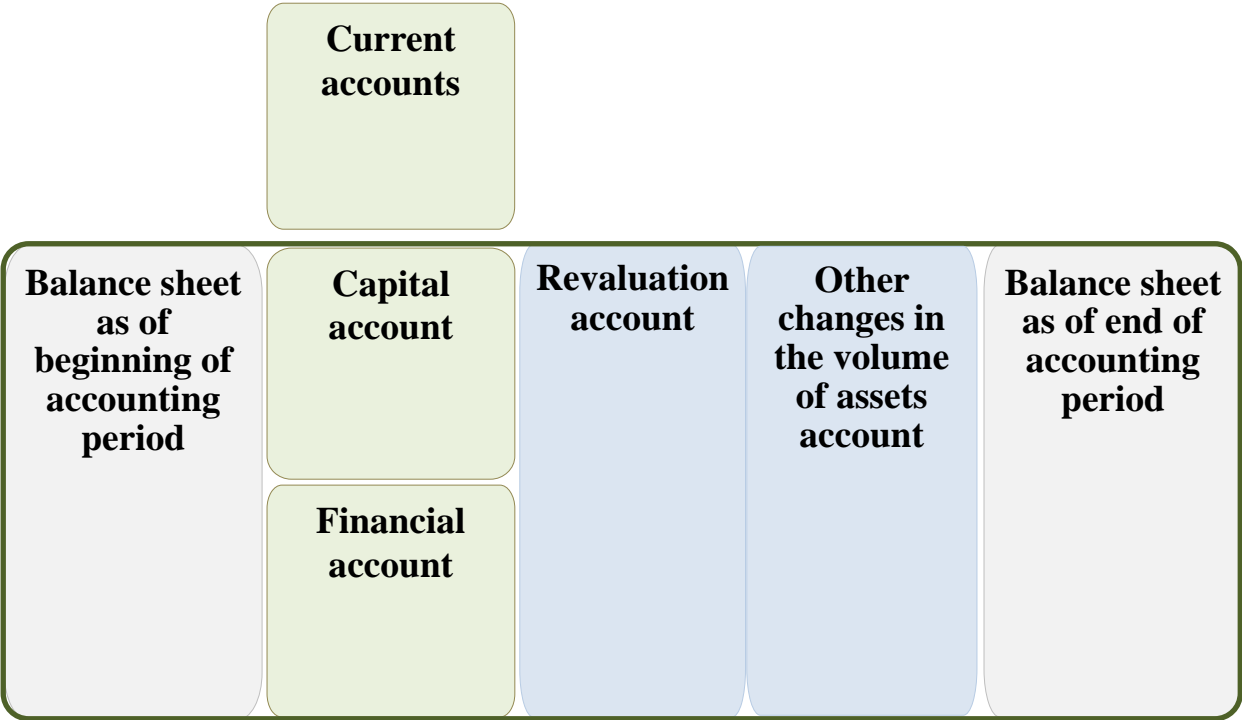 Current
accounts
Balance sheet
as of
beginning of
accounting
period
Capital
account
Financial
account
Revaluation
account
Other
changes in
the volume
of assets
account
Balance sheet
as of end of
accounting
period